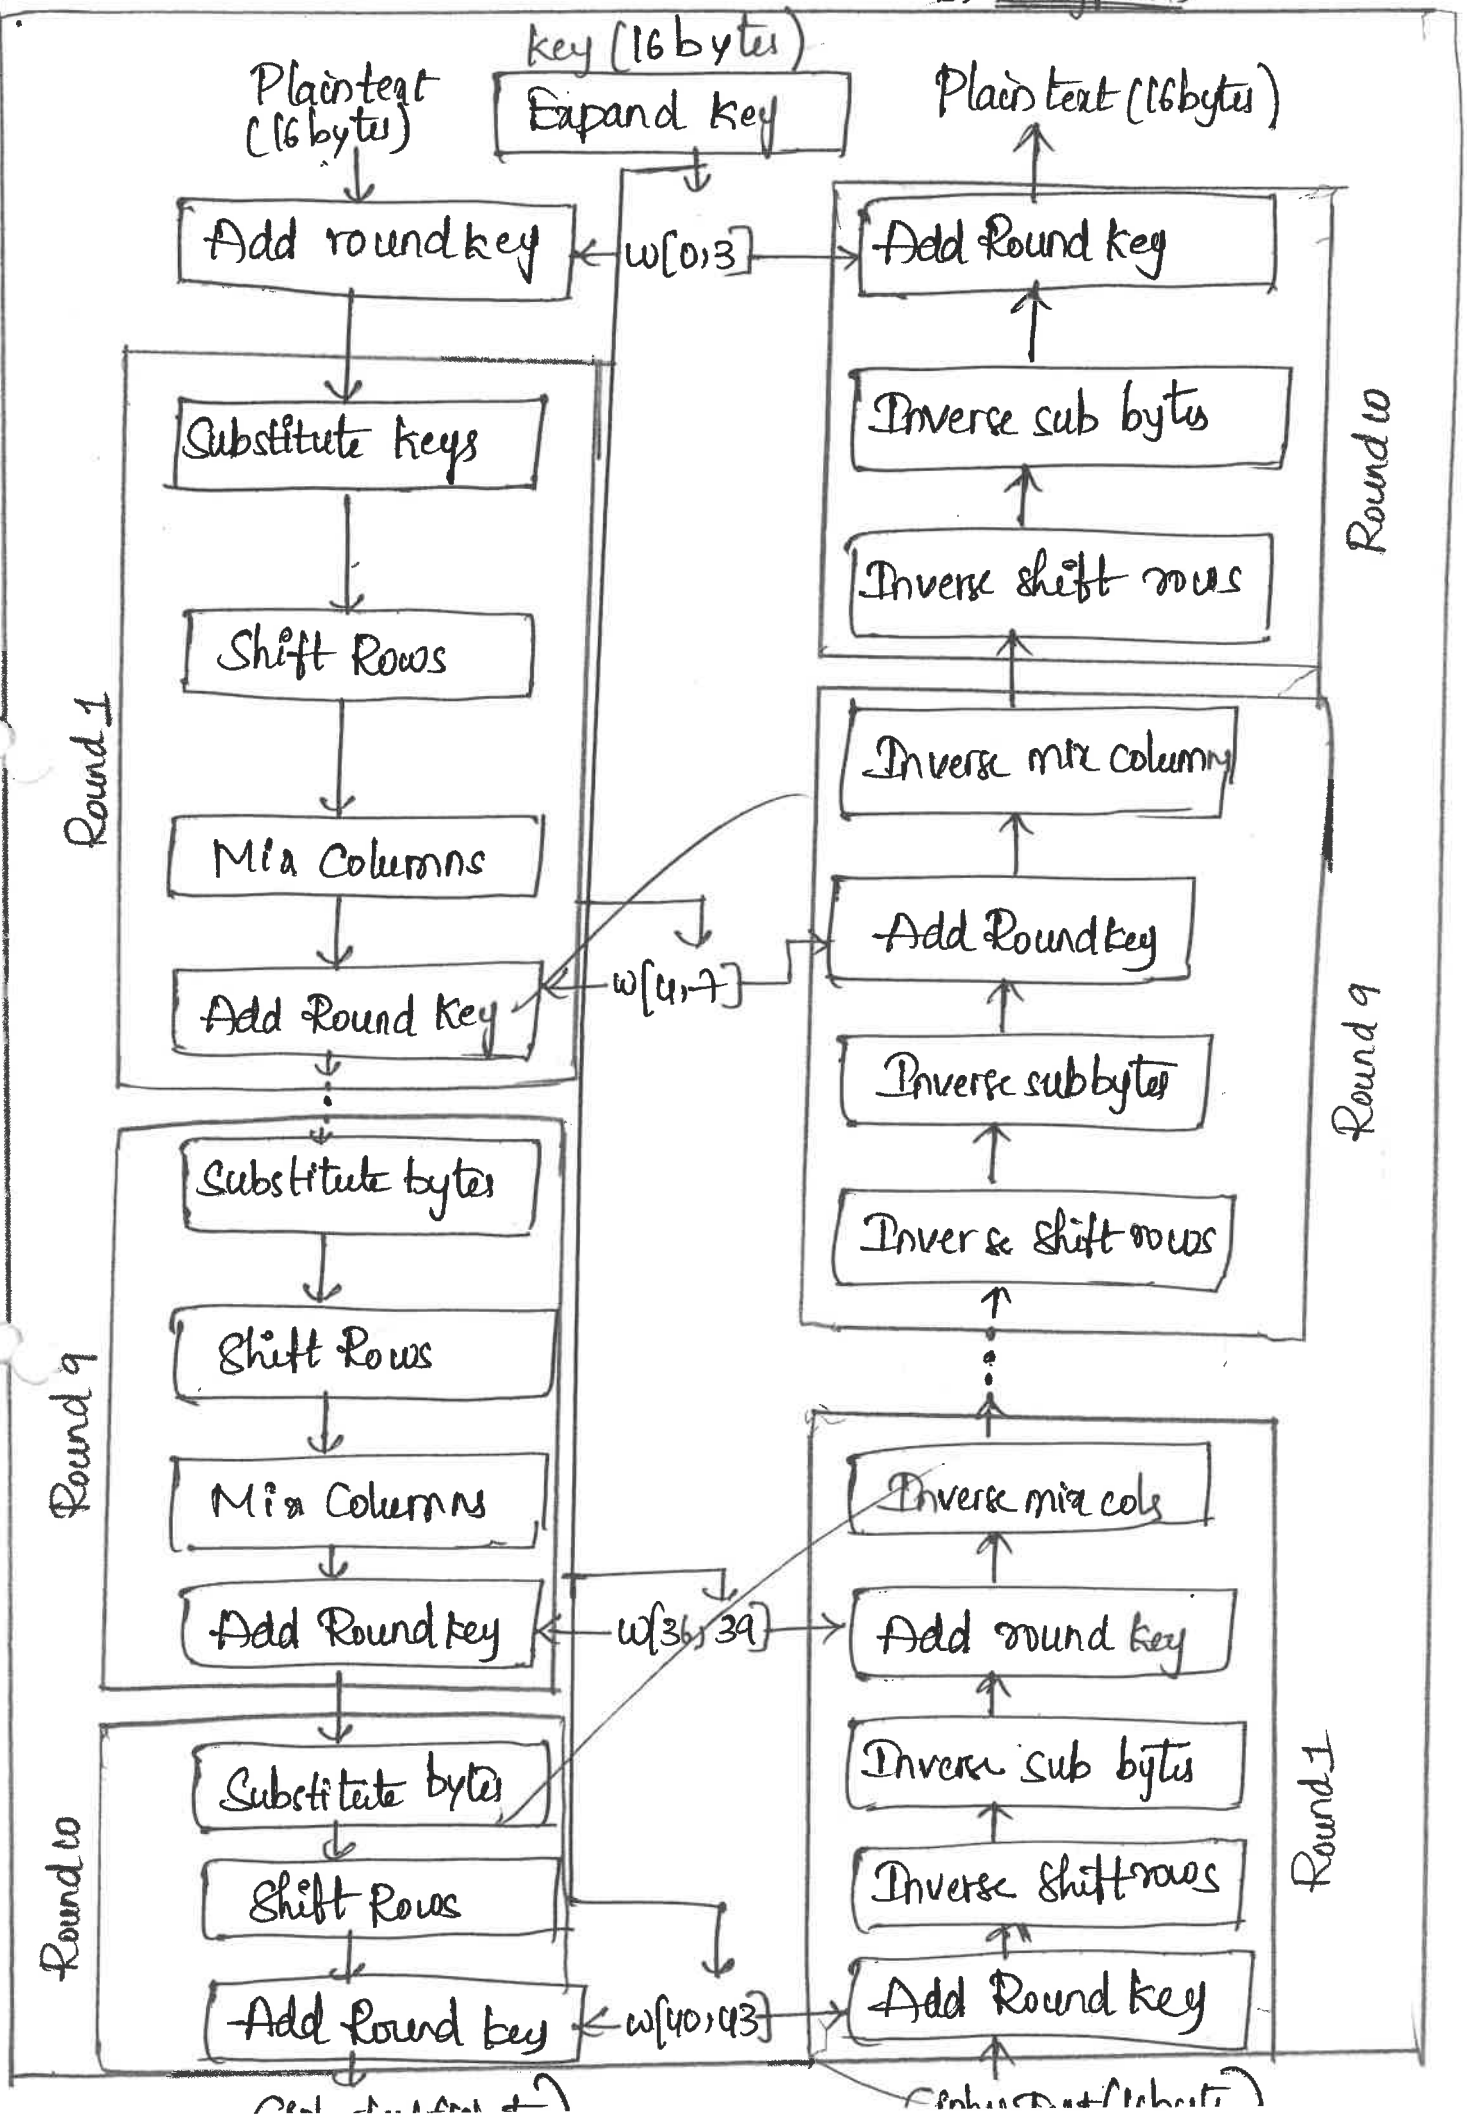 Key (16 bytes)
Plaintext
(16 bytes)
Expand key
Plain text (16 bytes)
Add round key
w[0,3]
Add Round key
Substitute keys
Inverse sub bytes
Round 10
Shift Rows
Inverse shift rows
Round 1
Mix Columns
Inverse mix columns
Add Round Key
w[4,7]
Add Round key
Inverse sub bytes
Round 9
Substitute bytes
Inverse shift rows
Shift Rows
Round 9
Mix Columns
Inverse mix cols
Add Round key
w[36, 39]
Add round key
Substitute bytes
Inverse sub bytes
Round 1
Shift Rows
Inverse Shift rows
Round 10
Add Round key
w[40,43]
Add Round key